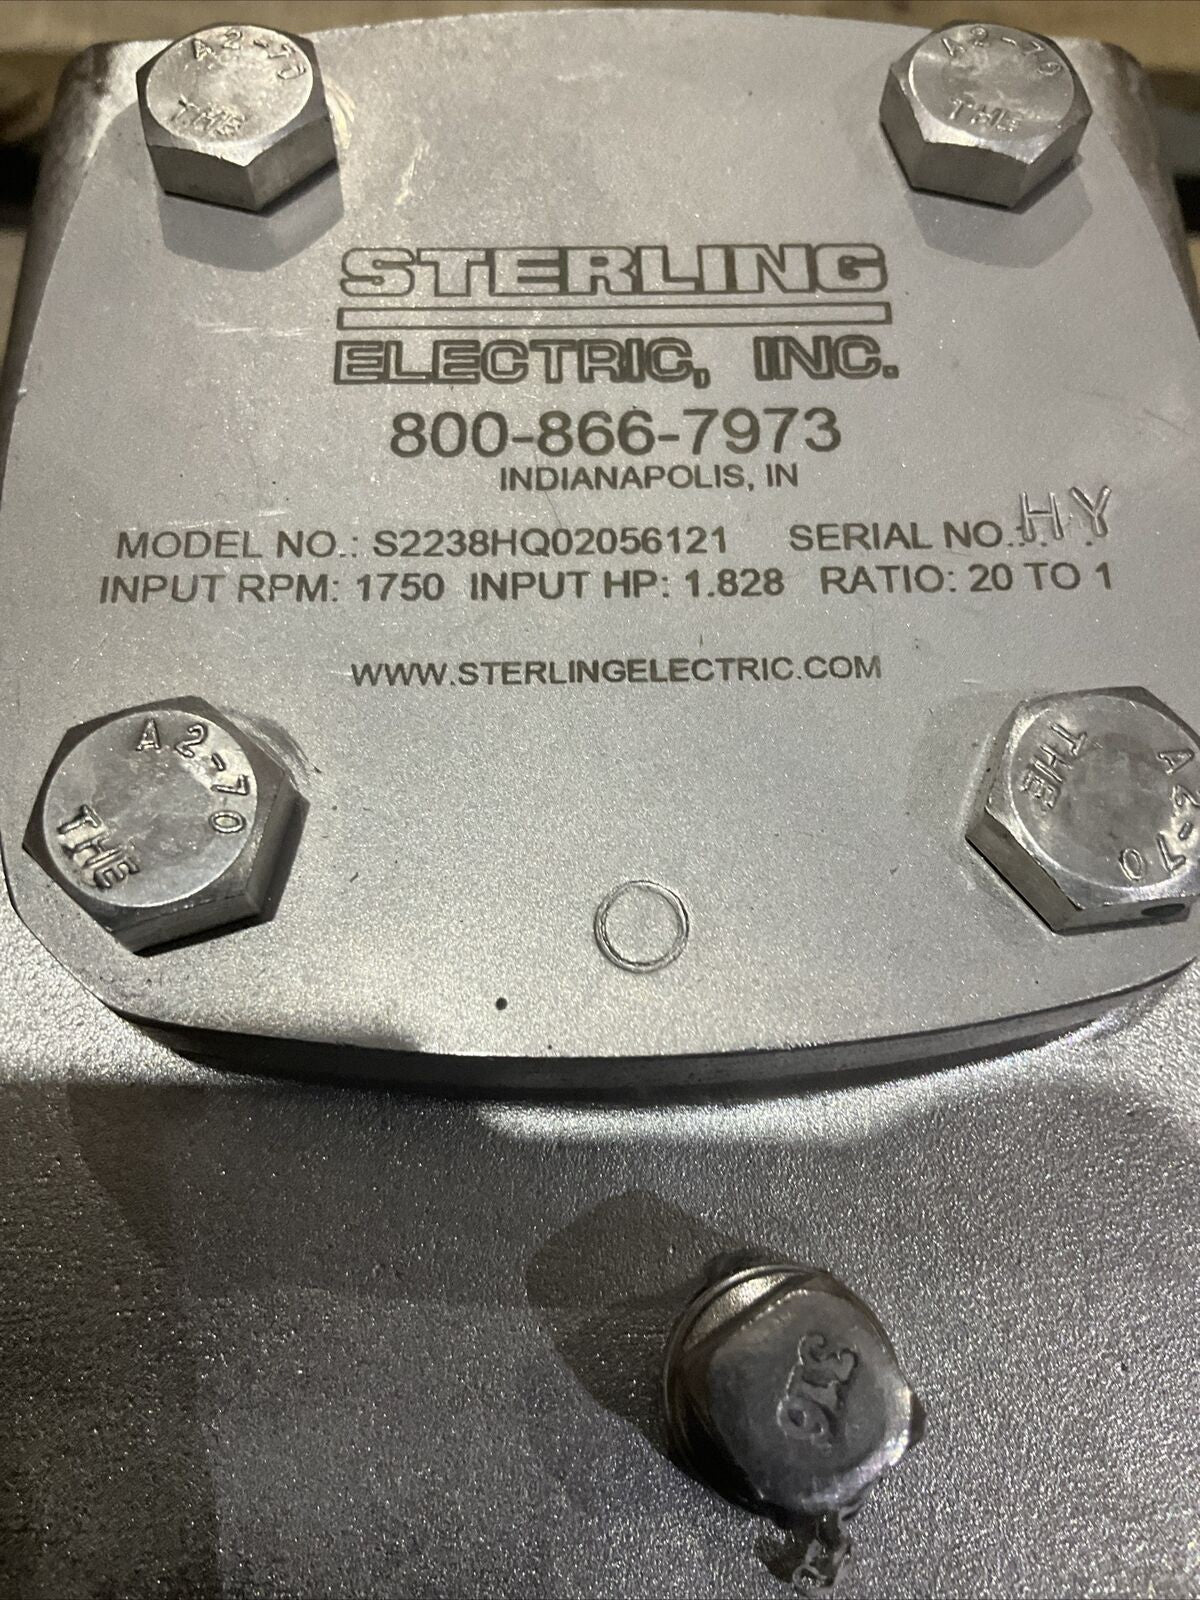 A2-70
THE
A2-70
THE
STERLING
ELECTRIC, INC.
800-866-7973
INDIANAPOLIS, IN
MODEL NO.: S2238HQ02056121 SERIAL NO.: HY
INPUT RPM: 1750 INPUT HP: 1.828 RATIO: 20 TO 1
WWW.STERLINGELECTRIC.COM
A2-70
THE
A2-70
THE
316